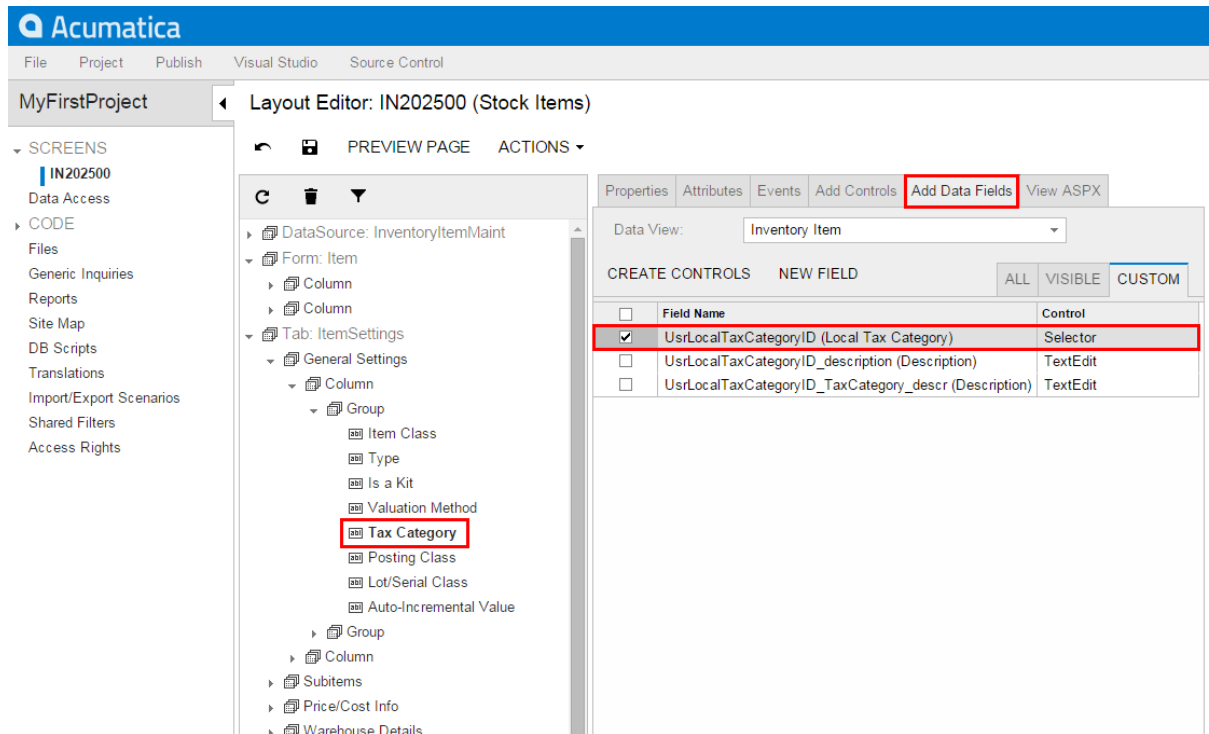 Acumatica
File Project Publish Visual Studio Source Control
MyFirstProject
SCREENS
IN202500
Data Access
CODE
Files
Generic Inquiries
Reports
Site Map
DB Scripts
Translations
Import/Export Scenarios
Shared Filters
Access Rights
Layout Editor: IN202500 (Stock Items)
PREVIEW PAGE ACTIONS
DataSource: InventoryItemMaint
Form: Item
Column
Column
Tab: ItemSettings
General Settings
Column
Group
Item Class
Type
Is a Kit
Valuation Method
Tax Category
Posting Class
Lot/Serial Class
Auto-Incremental Value
Group
Column
Subitems
Price/Cost Info
Warehouse Details
Properties Attributes Events Add Controls Add Data Fields View ASPX
Data View: Inventory Item
CREATE CONTROLS NEW FIELD ALL VISIBLE CUSTOM
Field Name Control
UsrLocalTaxCategoryID (Local Tax Category) Selector
UsrLocalTaxCategoryID_description (Description) TextEdit
UsrLocalTaxCategoryID_TaxCategory_descr (Description) TextEdit